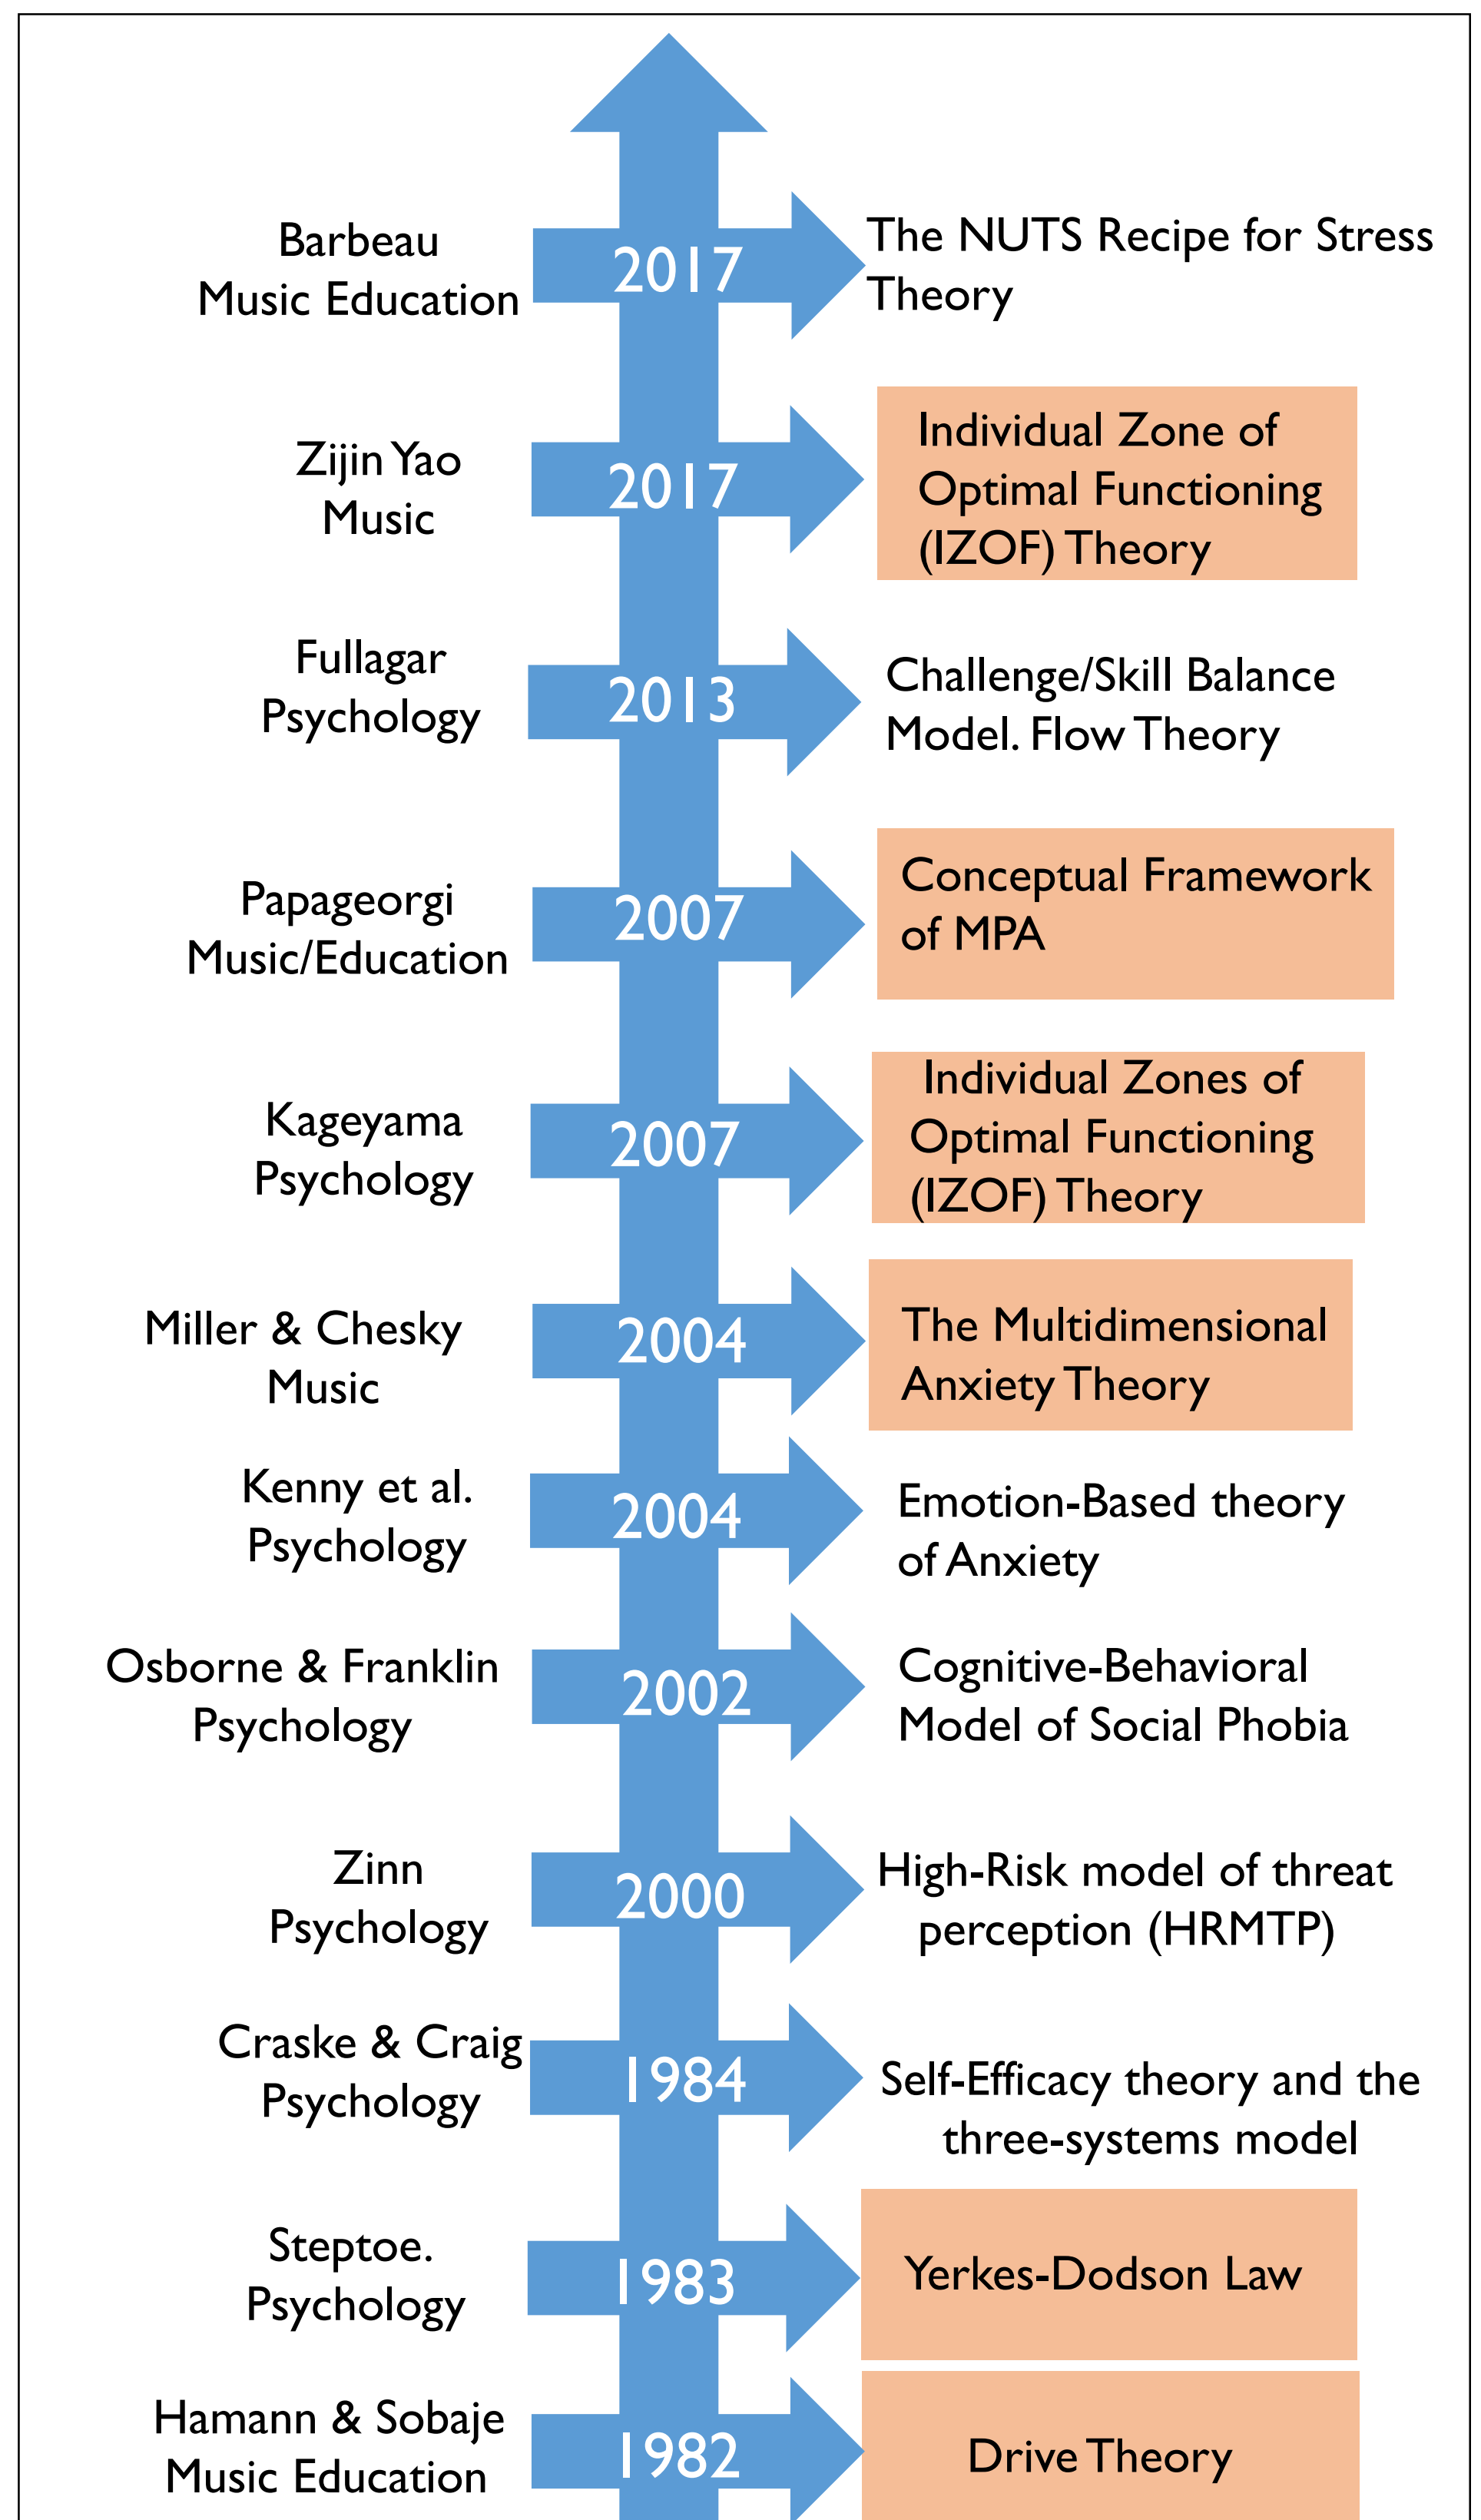 Barbeau
Music Education
2017
The NUTS Recipe for Stress
Theory
Zijin Yao
Music
2017
Individual Zone of
Optimal Functioning
(IZOF) Theory
Fullagar
Psychology
2013
Challenge/Skill Balance
Model. Flow Theory
Papageorgi
Music/Education
2007
Conceptual Framework
of MPA
Kageyama
Psychology
2007
Individual Zones of
Optimal Functioning
(IZOF) Theory
Miller & Chesky
Music
2004
The Multidimensional
Anxiety Theory
Kenny et al.
Psychology
2004
Emotion-Based theory
of Anxiety
Osborne & Franklin
Psychology
2002
Cognitive-Behavioral
Model of Social Phobia
Zinn
Psychology
2000
High-Risk model of threat
perception (HRMTP)
Craske & Craig
Psychology
1984
Self-Efficacy theory and the
three-systems model
Steptoe.
Psychology
1983
Yerkes-Dodson Law
Hamann & Sobaje
Music Education
1982
Drive Theory